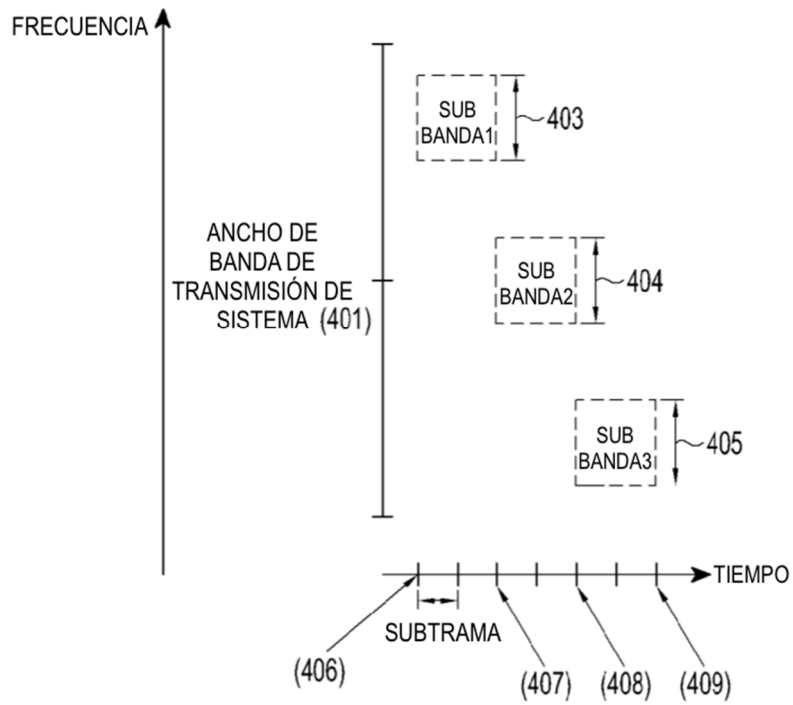 FRECUENCIA
SUB
BANDA1
403
ANCHO DE
BANDA DE
TRANSMISIÓN DE
SISTEMA (401)
SUB
BANDA2
404
SUB
BANDA3
405
TIEMPO
SUBTRAMA
(406)
(407)
(408)
(409)